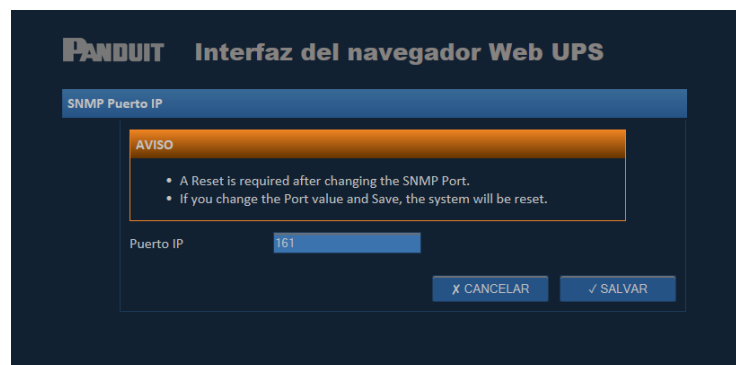 PANDUIT Interfaz del navegador Web UPS
SNMP Puerto IP
AVISO
• A Reset is required after changing the SNMP Port.
• If you change the Port value and Save, the system will be reset.
Puerto IP 161
✗ CANCELAR ✓ SALVAR